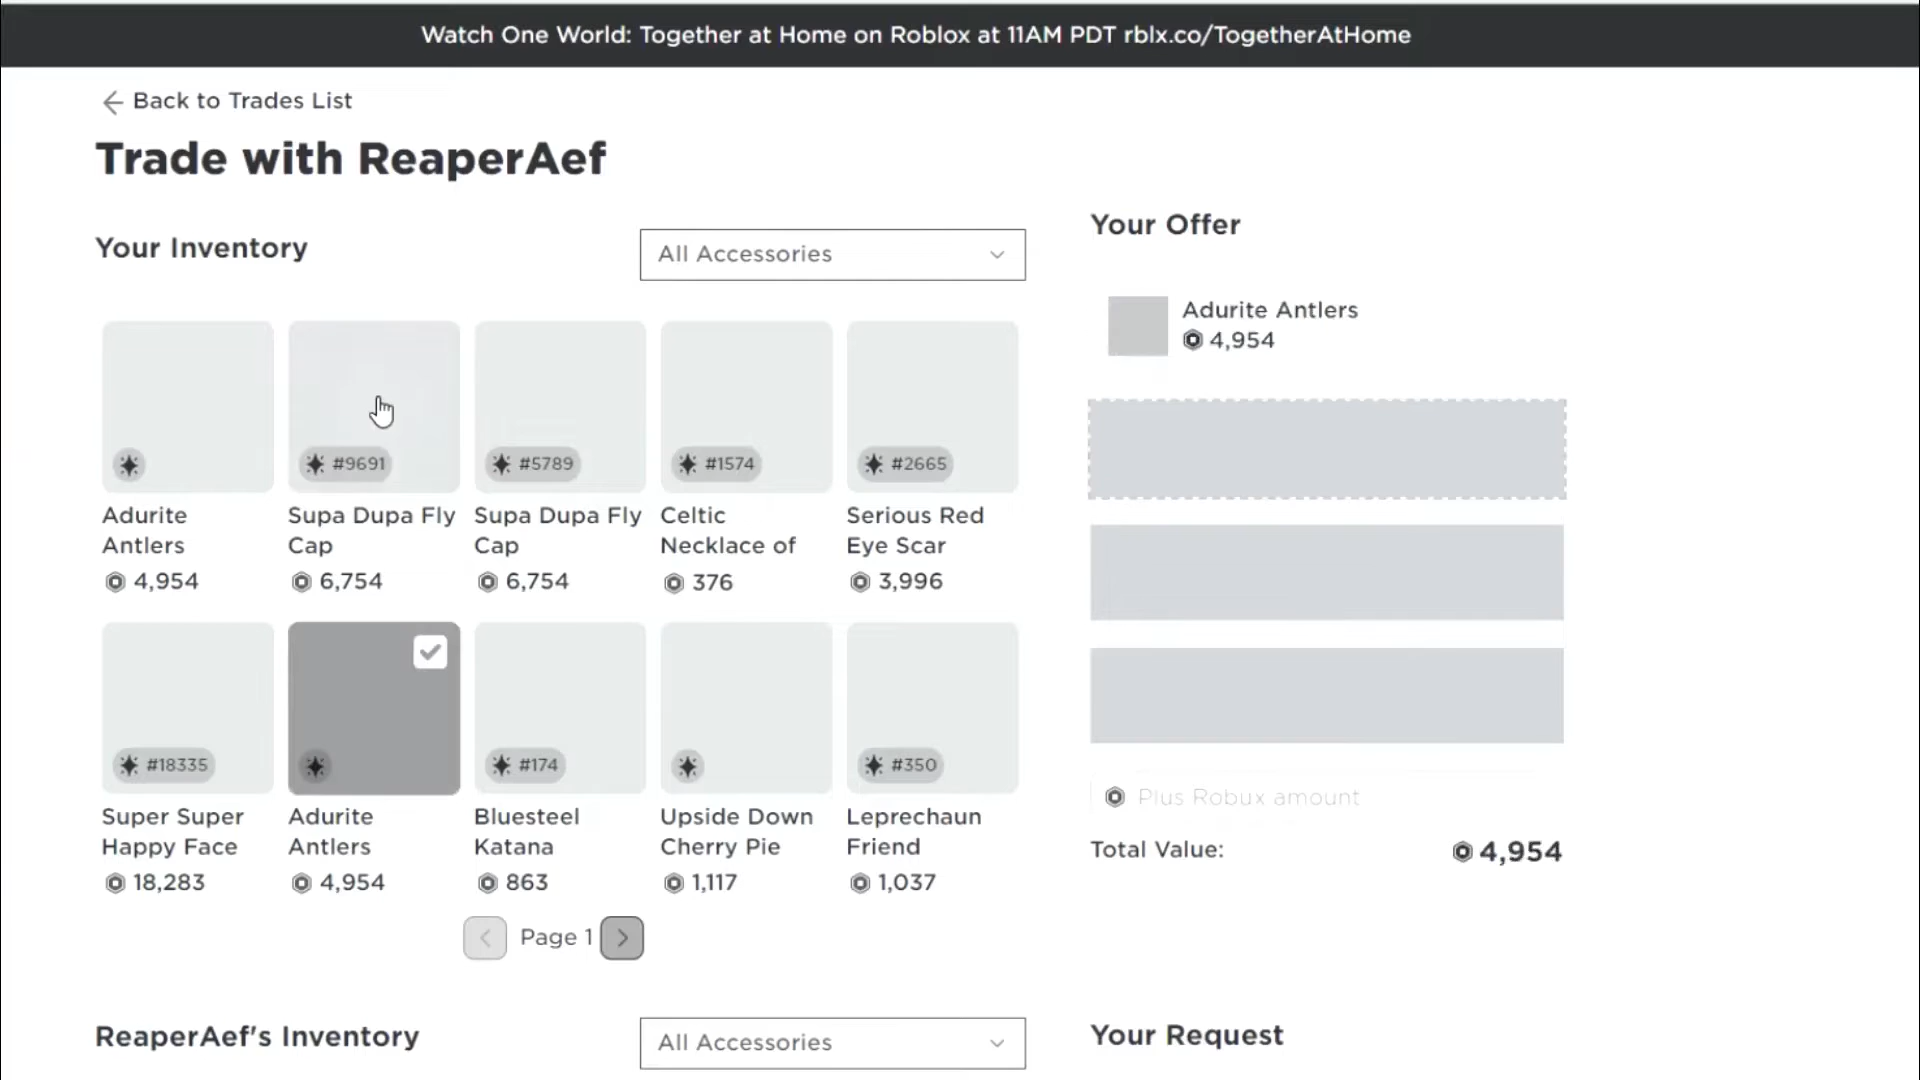 Watch One World: Together at Home on Roblox at 11AM PDT rblx.co/TogetherAtHome
Back to Trades List
Trade with ReaperAef
Your Inventory
All Accessories
#9691
#5789
#1574
#2665
Adurite
Antlers
4,954
Supa Dupa Fly
Cap
6,754
Supa Dupa Fly
Cap
6,754
Celtic
Necklace of
376
Serious Red
Eye Scar
3,996
#18335
#174
#350
Super Super
Happy Face
18,283
Adurite
Antlers
4,954
Bluesteel
Katana
863
Upside Down
Cherry Pie
1,117
Leprechaun
Friend
1,037
Page 1
Your Offer
Adurite Antlers
4,954
Plus Robux amount
Total Value:
4,954
ReaperAef's Inventory
All Accessories
Your Request